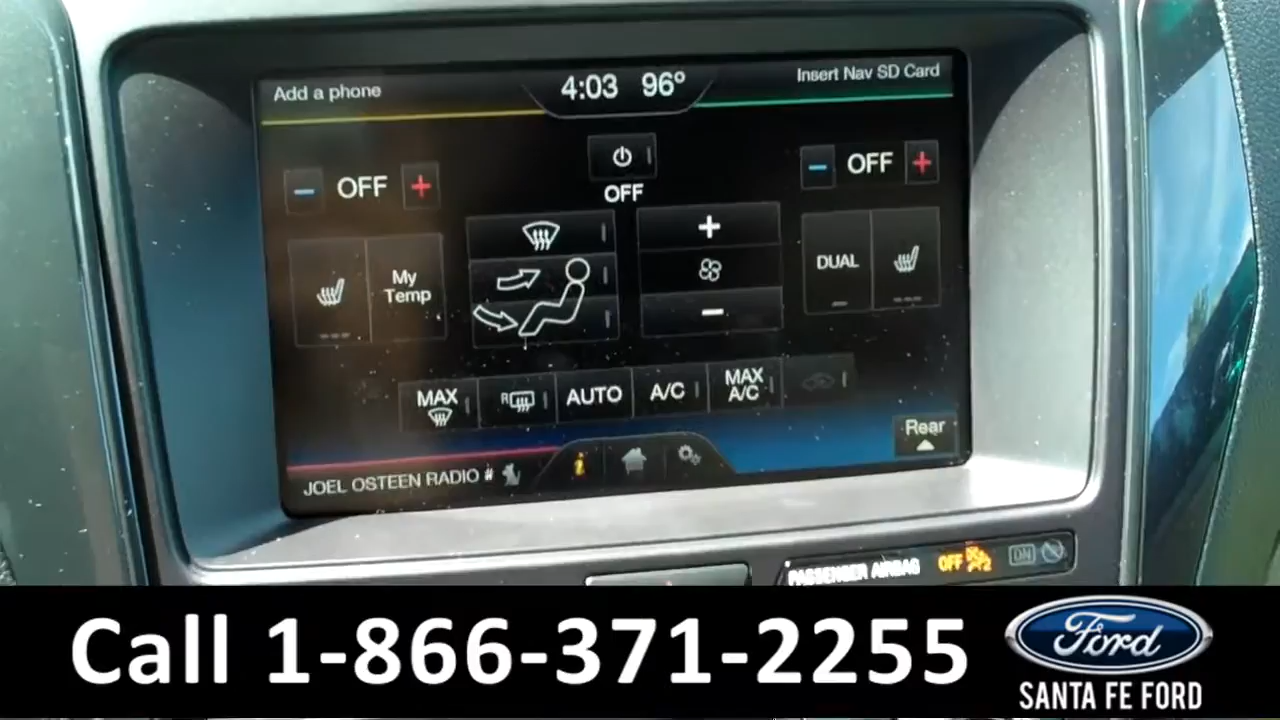 Add a phone
4:03 96°
Insert Nav SD Card
OFF
OFF
OFF
My
Temp
DUAL
MAX
R
AUTO
A/C
MAX
A/C
Rear
JOEL OSTEEN RADIO #
i
PASSENGER AIRBAG OFF ON
Call 1-866-371-2255
Ford
SANTA FE FORD